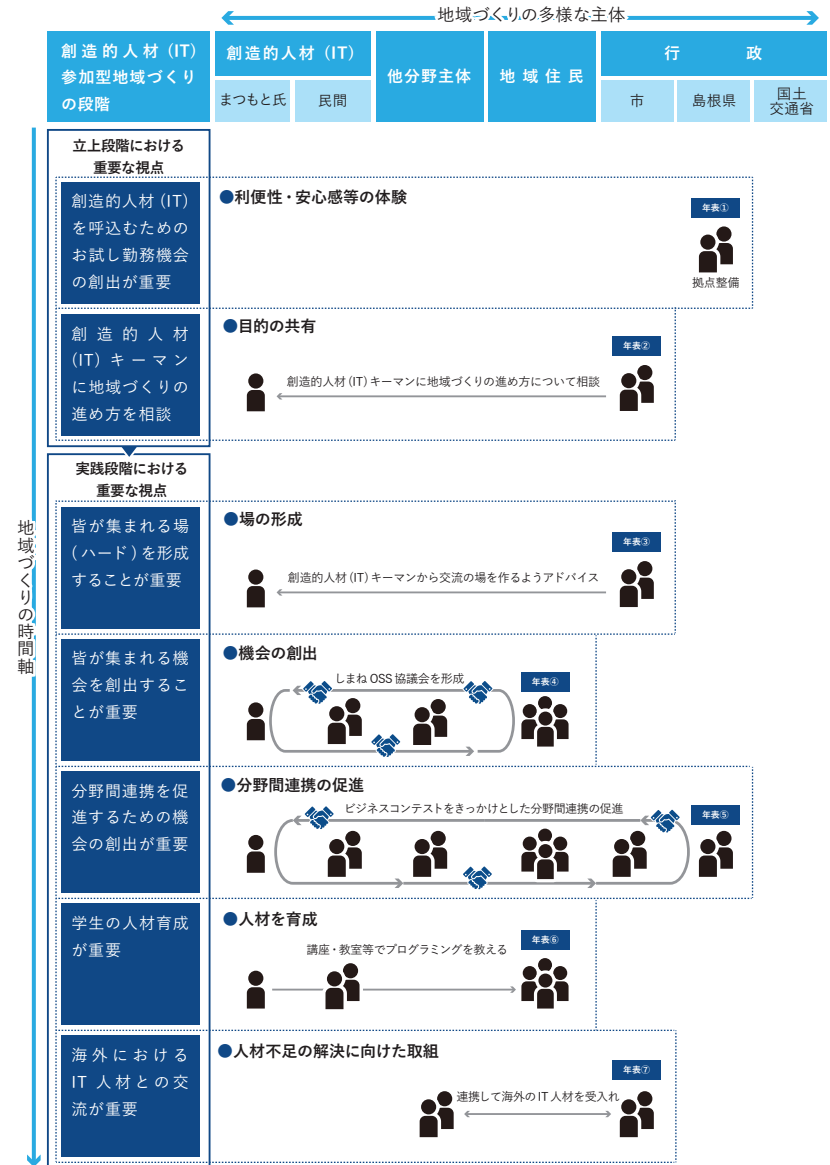 地域づくりの多様な主体
創造的人材(IT)
参加型地域づくり
の段階
創造的人材(IT)
まつもと氏
民間
他分野主体
地域住民
行政
市
島根県
国土
交通省
地域づくりの時間軸
立上段階における
重要な視点
創造的人材(IT)
を呼込むための
お試し勤務機会
の創出が重要
●利便性・安心感等の体験
年表①
拠点整備
創造的人材
(IT)キーマン
に地域づくりの
進め方を相談
●目的の共有
年表②
創造的人材(IT)キーマンに地域づくりの進め方について相談
実践段階における
重要な視点
皆が集まれる場
(ハード)を形成
することが重要
●場の形成
年表③
創造的人材(IT)キーマンから交流の場を作るようアドバイス
皆が集まれる機
会を創出するこ
とが重要
●機会の創出
しまねOSS協議会を形成
年表④
分野間連携を促
進するための機
会の創出が重要
●分野間連携の促進
ビジネスコンテストをきっかけとした分野間連携の促進
年表⑤
学生の人材育成
が重要
●人材を育成
年表⑥
講座・教室等でプログラミングを教える
海外における
IT人材との交
流が重要
●人材不足の解決に向けた取組
年表⑦
連携して海外のIT人材を受入れ